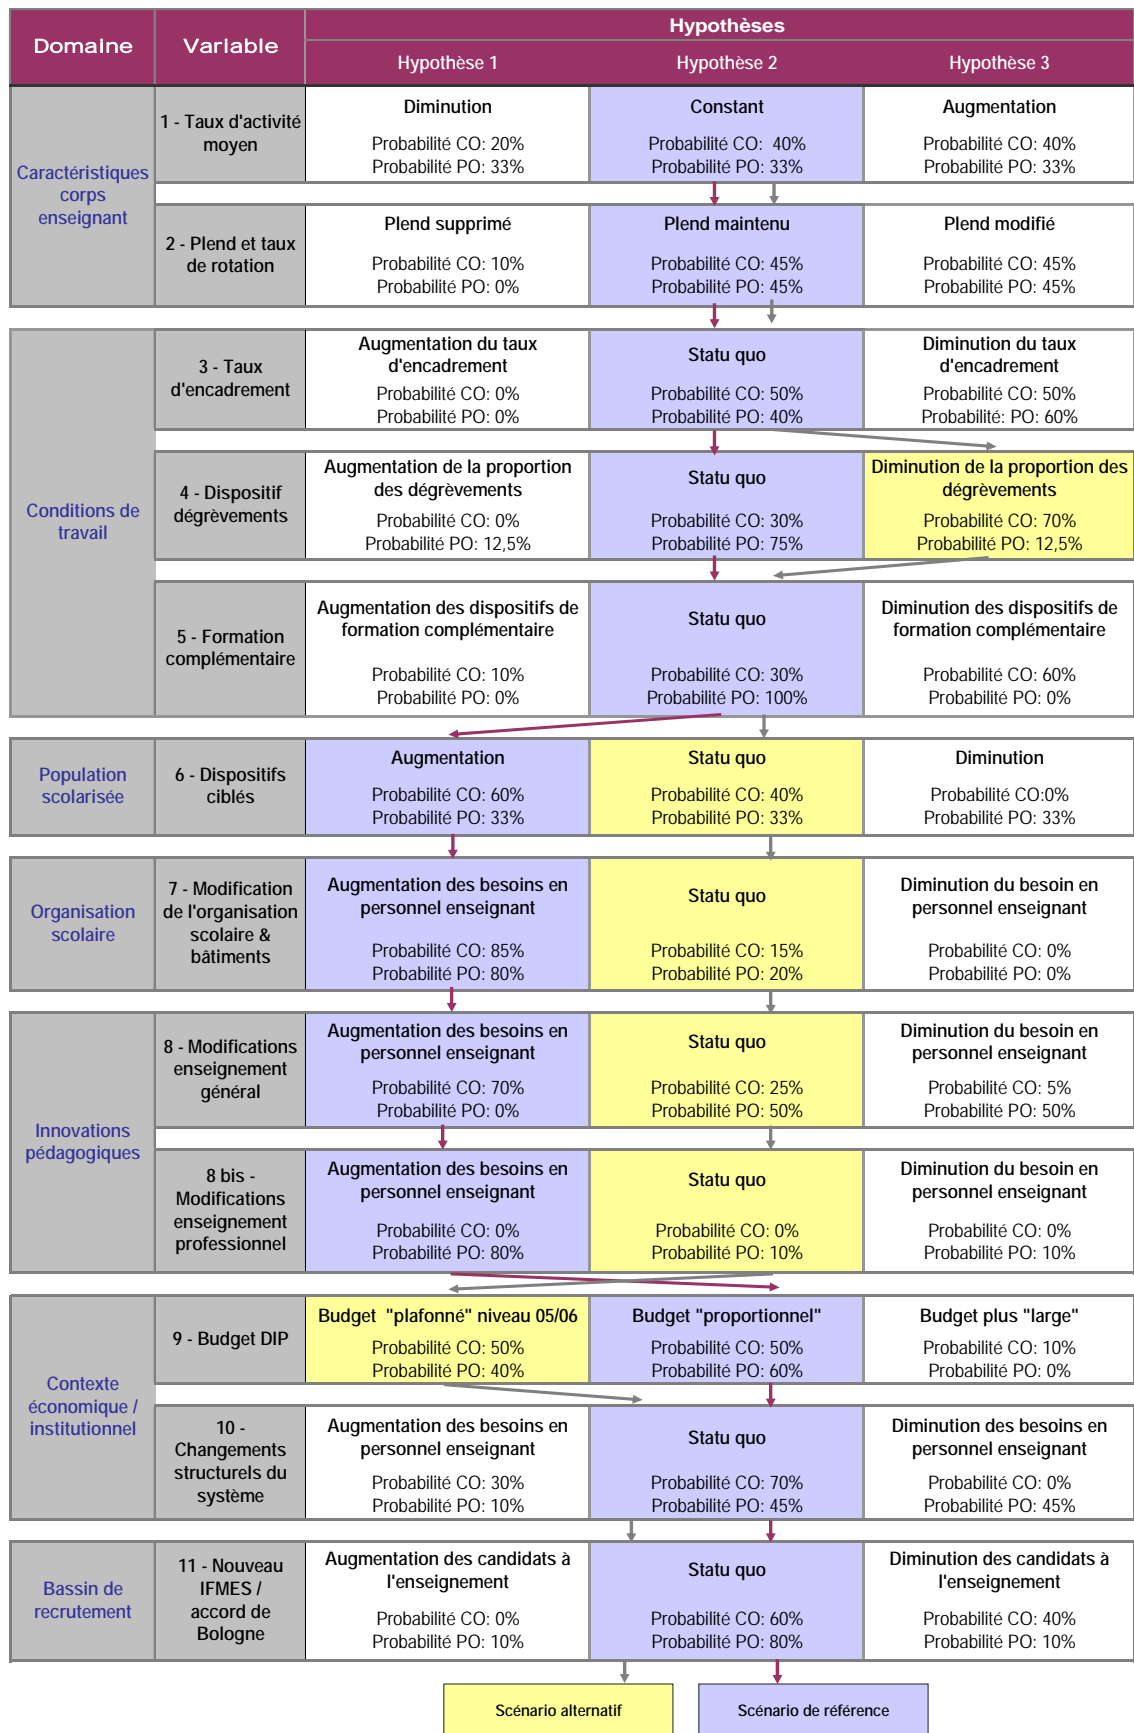 Domaine
Variable
Hypothèses
Hypothèse 1
Hypothèse 2
Hypothèse 3
Caractéristiques
corps
enseignant
1 - Taux d'activité
moyen
Diminution
Probabilité CO: 20%
Probabilité PO: 33%
Constant
Probabilité CO: 40%
Probabilité PO: 33%
Augmentation
Probabilité CO: 40%
Probabilité PO: 33%
2 - Plend et taux
de rotation
Plend supprimé
Probabilité CO: 10%
Probabilité PO: 0%
Plend maintenu
Probabilité CO: 45%
Probabilité PO: 45%
Plend modifié
Probabilité CO: 45%
Probabilité PO: 45%
Conditions de
travail
3 - Taux
d'encadrement
Augmentation du taux
d'encadrement
Probabilité CO: 0%
Probabilité PO: 0%
Statu quo
Probabilité CO: 50%
Probabilité PO: 40%
Diminution du taux
d'encadrement
Probabilité CO: 50%
Probabilité: PO: 60%
4 - Dispositif
dégrèvements
Augmentation de la proportion
des dégrèvements
Probabilité CO: 0%
Probabilité PO: 12,5%
Statu quo
Probabilité CO: 30%
Probabilité PO: 75%
Diminution de la proportion des
dégrèvements
Probabilité CO: 70%
Probabilité PO: 12,5%
5 - Formation
complémentaire
Augmentation des dispositifs de
formation complémentaire
Probabilité CO: 10%
Probabilité PO: 0%
Statu quo
Probabilité CO: 30%
Probabilité PO: 100%
Diminution des dispositifs de
formation complémentaire
Probabilité CO: 60%
Probabilité PO: 0%
Population
scolarisée
6 - Dispositifs
ciblés
Augmentation
Probabilité CO: 60%
Probabilité PO: 33%
Statu quo
Probabilité CO: 40%
Probabilité PO: 33%
Diminution
Probabilité CO:0%
Probabilité PO: 33%
Organisation
scolaire
7 - Modification
de l'organisation
scolaire &
bâtiments
Augmentation des besoins en
personnel enseignant
Probabilité CO: 85%
Probabilité PO: 80%
Statu quo
Probabilité CO: 15%
Probabilité PO: 20%
Diminution du besoin en
personnel enseignant
Probabilité CO: 0%
Probabilité PO: 0%
Innovations
pédagogiques
8 - Modifications
enseignement
général
Augmentation des besoins en
personnel enseignant
Probabilité CO: 70%
Probabilité PO: 0%
Statu quo
Probabilité CO: 25%
Probabilité PO: 50%
Diminution du besoin en
personnel enseignant
Probabilité CO: 5%
Probabilité PO: 50%
8 bis -
Modifications
enseignement
professionnel
Augmentation des besoins en
personnel enseignant
Probabilité CO: 0%
Probabilité PO: 80%
Statu quo
Probabilité CO: 0%
Probabilité PO: 10%
Diminution du besoin en
personnel enseignant
Probabilité CO: 0%
Probabilité PO: 10%
Contexte
économique /
institutionnel
9 - Budget DIP
Budget "plafonné" niveau 05/06
Probabilité CO: 50%
Probabilité PO: 40%
Budget "proportionnel"
Probabilité CO: 50%
Probabilité PO: 60%
Budget plus "large"
Probabilité CO: 10%
Probabilité PO: 0%
10 -
Changements
structurels du
système
Augmentation des besoins en
personnel enseignant
Probabilité CO: 30%
Probabilité PO: 10%
Statu quo
Probabilité CO: 70%
Probabilité PO: 45%
Diminution des besoins en
personnel enseignant
Probabilité CO: 0%
Probabilité PO: 45%
Bassin de
recrutement
11 - Nouveau
IFMES /
accord de
Bologne
Augmentation des candidats à
l'enseignement
Probabilité CO: 0%
Probabilité PO: 10%
Statu quo
Probabilité CO: 60%
Probabilité PO: 80%
Diminution des candidats à
l'enseignement
Probabilité CO: 40%
Probabilité PO: 10%
Scénario alternatif
Scénario de référence